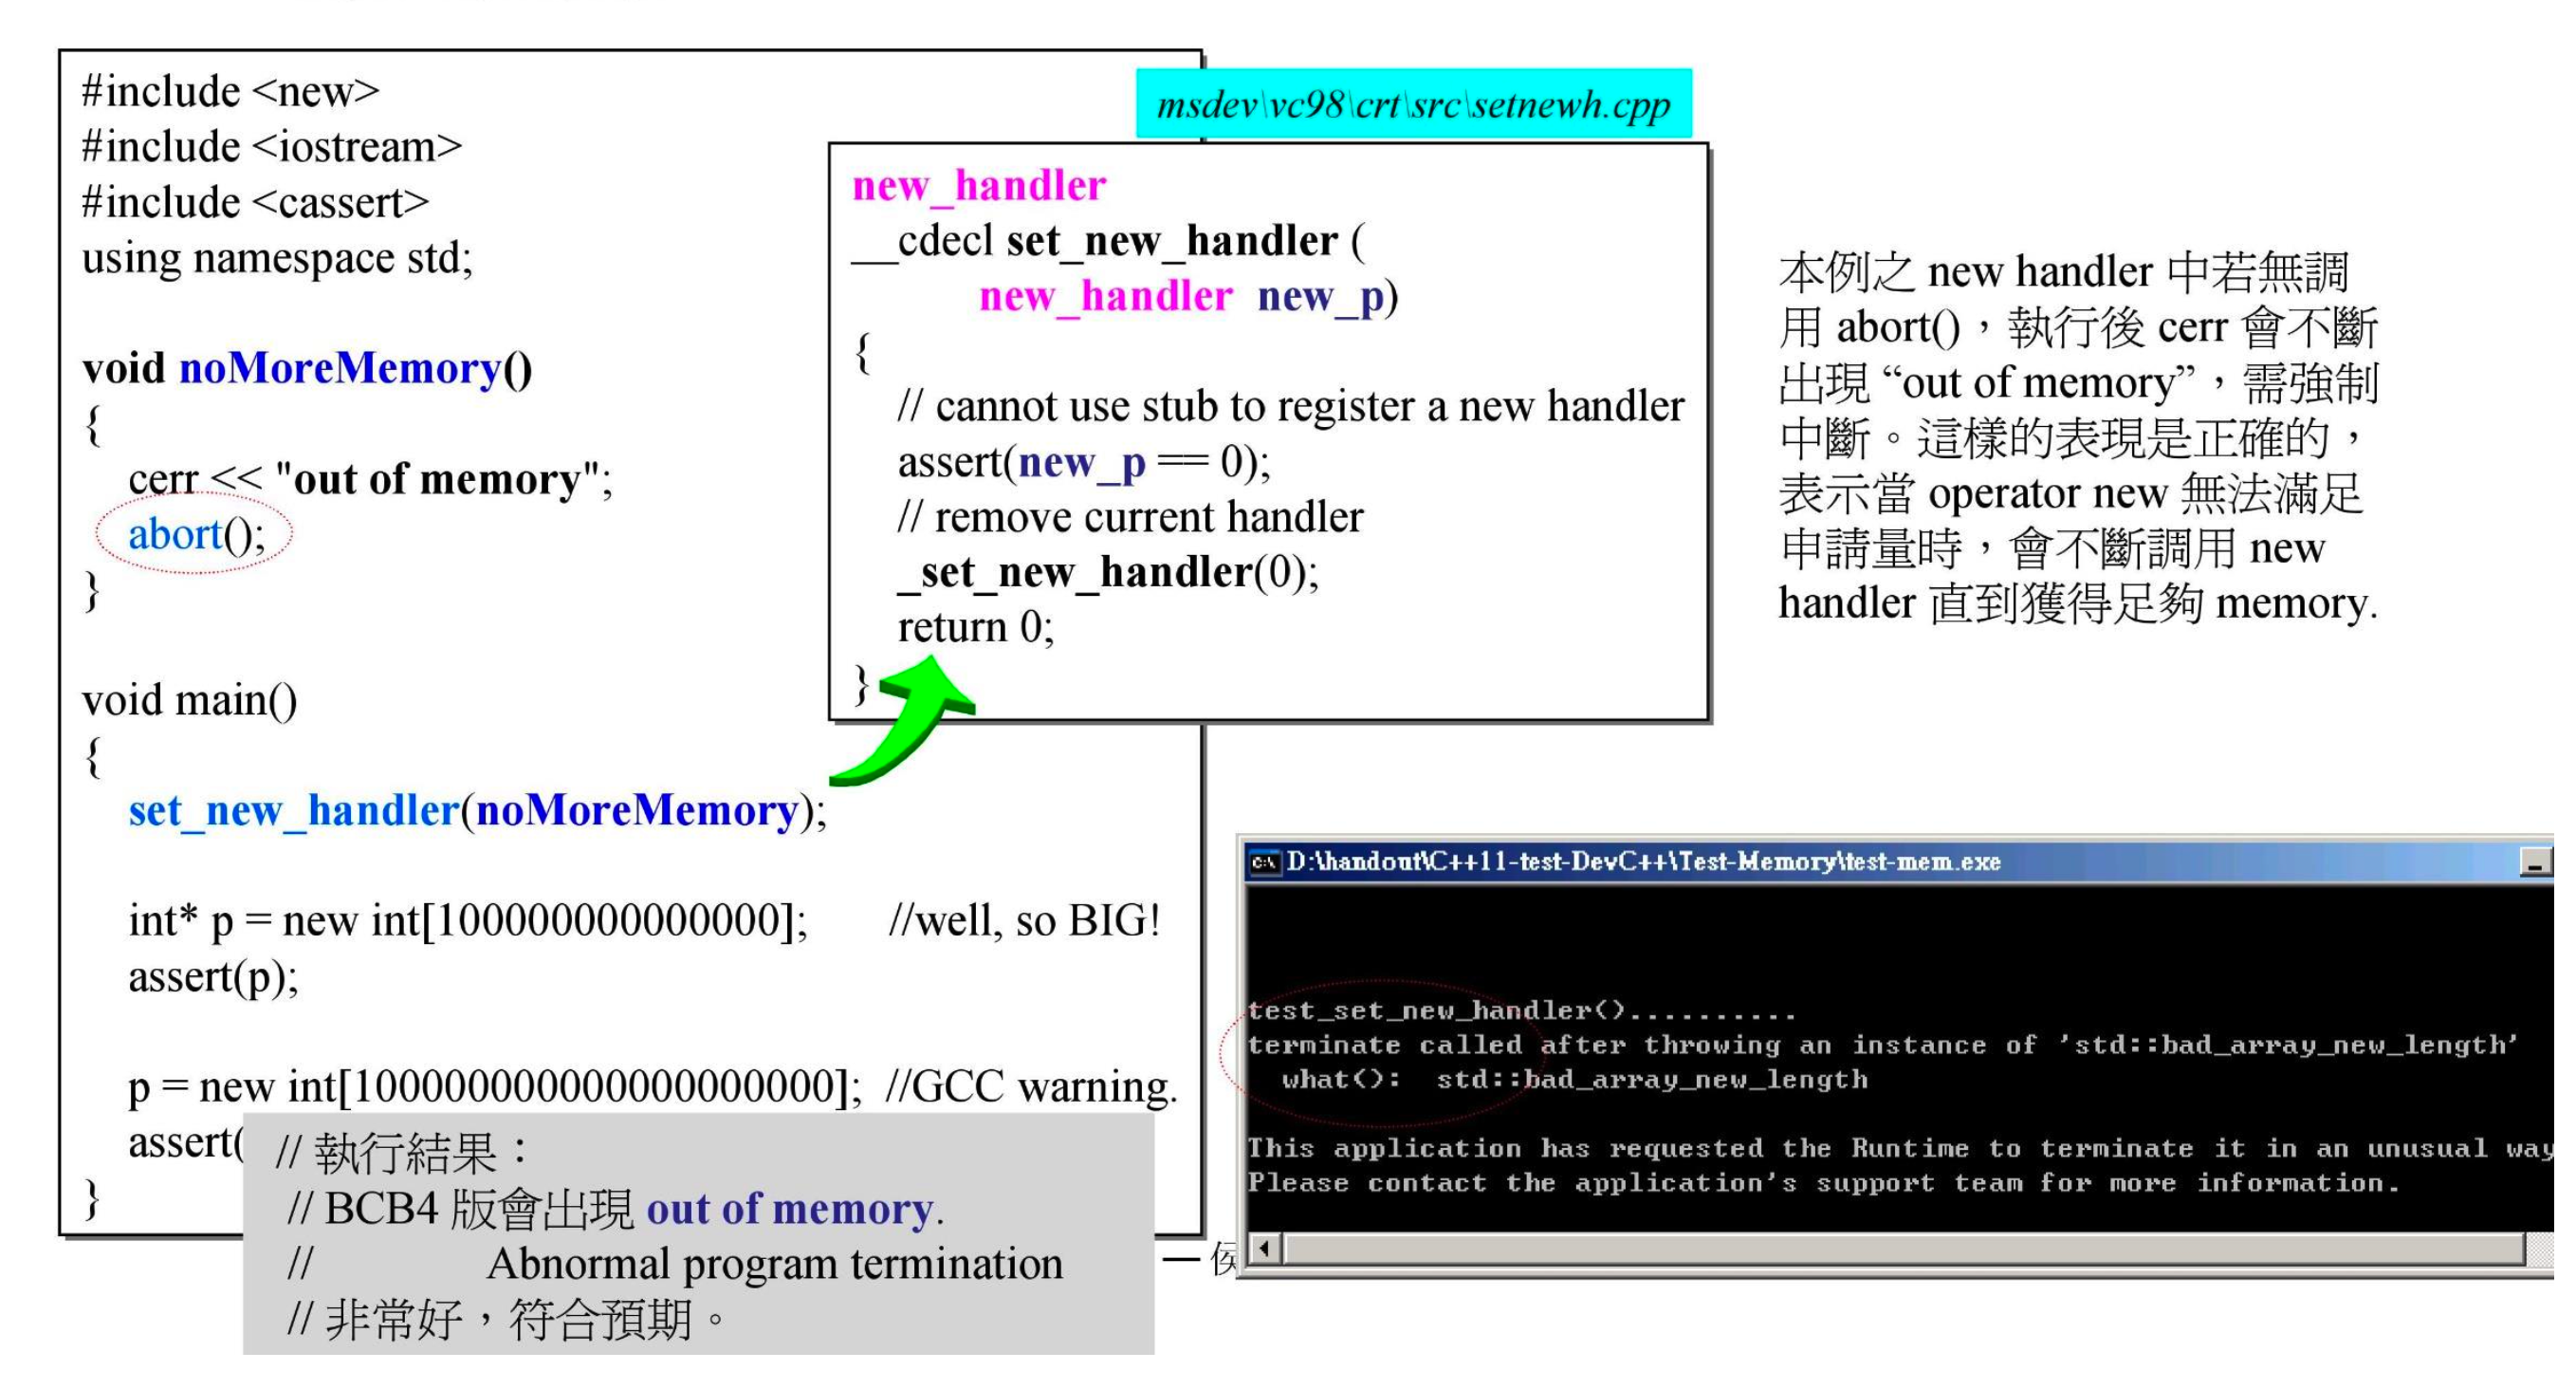 #include <new>
#include <iostream>
#include <cassert>
using namespace std;
void noMoreMemory()
{
cerr << "out of memory";
abort();
}
void main()
{
set_new_handler(noMoreMemory);
int* p = new int[100000000000000]; //well, so BIG!
assert(p);
p = new int[100000000000000000000]; //GCC warning.
assert(
}
// 執行結果：
// BCB4 版會出現 out of memory.
// Abnormal program termination
// 非常好，符合預期。
msdev\vc98\crt\src\setnewh.cpp
new_handler
__cdecl set_new_handler (
new_handler new_p)
{
// cannot use stub to register a new handler
assert(new_p == 0);
// remove current handler
_set_new_handler(0);
return 0;
}
本例之 new handler 中若無調
用 abort()，執行後 cerr 會不斷
出現 “out of memory”，需強制
中斷。這樣的表現是正確的，
表示當 operator new 無法滿足
申請量時，會不斷調用 new
handler 直到獲得足夠 memory.
D:\handout\C++11-test-DevC++\Test-Memory\test-mem.exe
test_set_new_handler()..........
terminate called after throwing an instance of 'std::bad_array_new_length'
what(): std::bad_array_new_length
This application has requested the Runtime to terminate it in an unusual way
Please contact the application's support team for more information.
— 侯